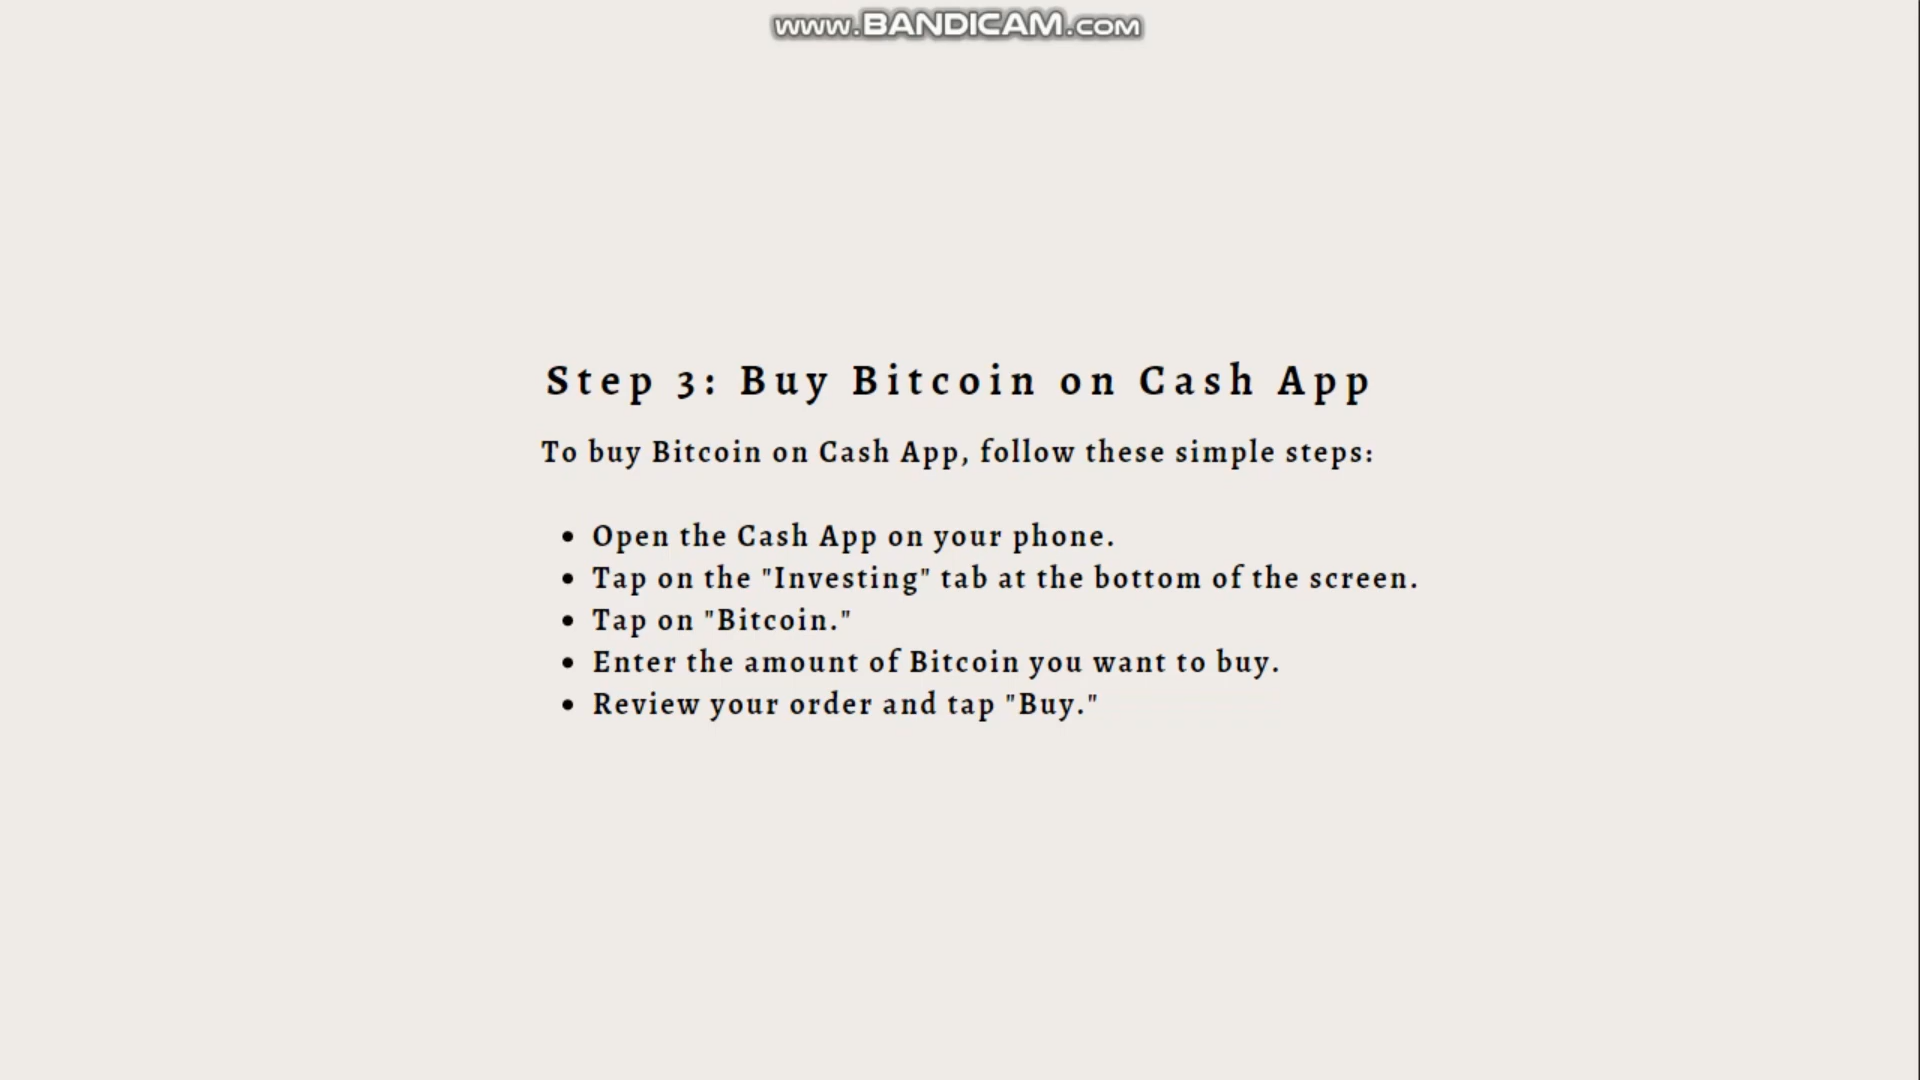 www.BANDICAM.com
Step 3: Buy Bitcoin on Cash App
To buy Bitcoin on Cash App, follow these simple steps:
• Open the Cash App on your phone.
• Tap on the "Investing" tab at the bottom of the screen.
• Tap on "Bitcoin."
• Enter the amount of Bitcoin you want to buy.
• Review your order and tap "Buy."